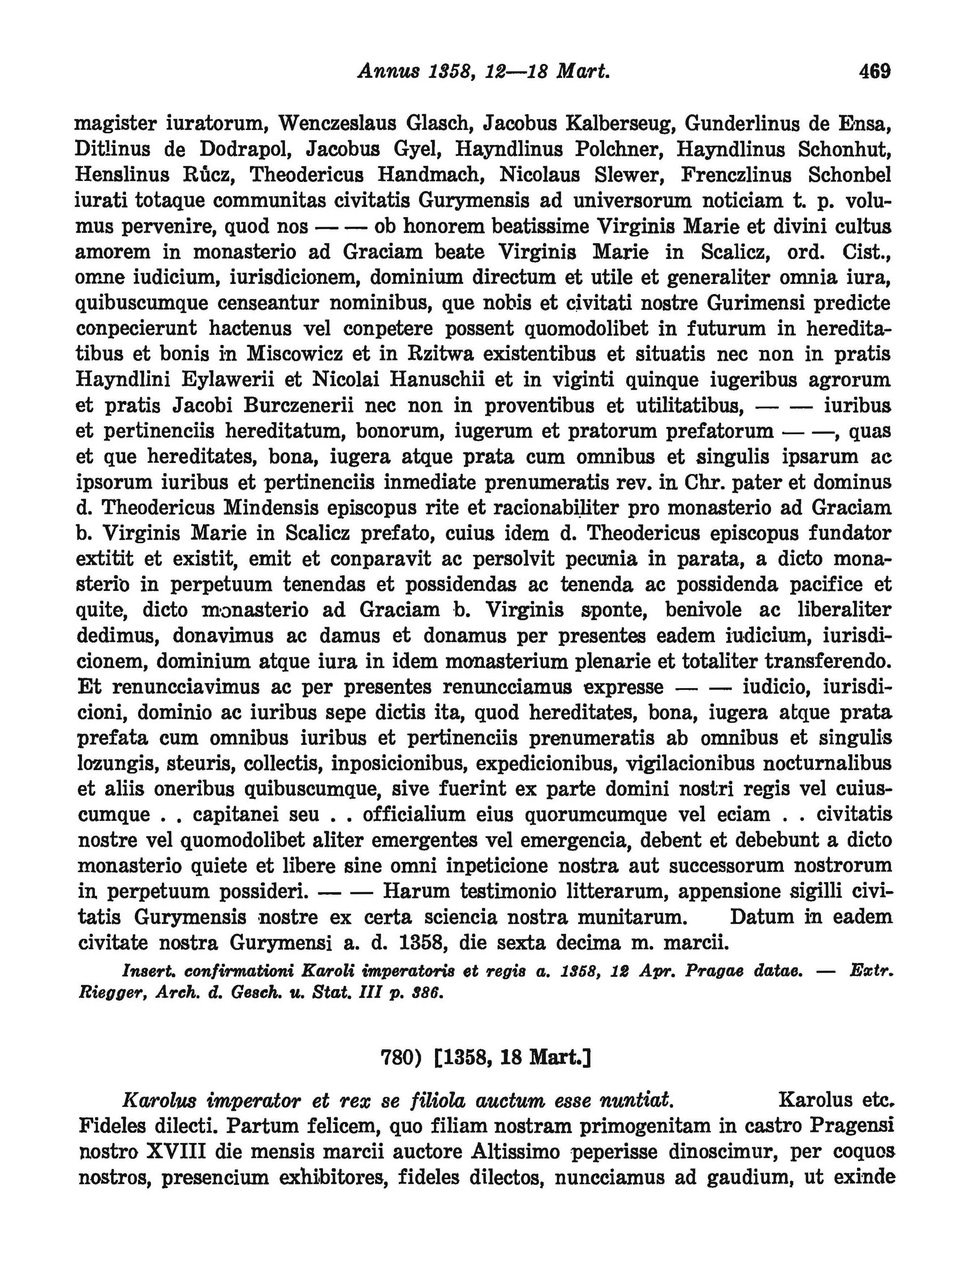 Annus 1358, 12—18 Mart. 469
magister iuratorum, Wenczeslaus Glasch, Jacobus Kalberseug, Gunderlinus de Ensa,
Ditlinus de Dodrapol, Jacobus Gyel, Hayndlinus Polchner, Hayndlinus Schonhut,
Henslinus Růcz, Theodericus Handmach, Nicolaus Slewer, Frenczlinus Schonbel
iurati totaque communitas civitatis Gurymensis ad universorum noticiam t. p. volu-
mus pervenire, quod nos — — ob honorem beatissime Virginis Marie et divini cultus
amorem in monasterio ad Graciam beate Virginis Marie in Scalicz, ord. Cist.,
omne iudicium, iurisdicionem, dominium directum et utile et generaliter omnia iura,
quibuscumque censeantur nominibus, que nobis et civitati nostre Gurimensi predicte
conpecierunt hactenus vel conpetere possent quomodolibet in futurum in heredita-
tibus et bonis in Miscowicz et in Rzitwa existentibus et situatis nec non in pratis
Hayndlini Eylawerii et Nicolai Hanuschii et in viginti quinque iugeribus agrorum
et pratis Jacobi Burczenerii nec non in proventibus et utilitatibus, — — iuribus
et pertinenciis hereditatum, bonorum, iugerum et pratorum prefatorum — —, quas
et que hereditates, bona, iugera atque prata cum omnibus et singulis ipsarum ac
ipsorum iuribus et pertinenciis inmediate prenumeratis rev. in Chr. pater et dominus
d. Theodericus Mindensis episcopus rite et racionabiliter pro monasterio ad Graciam
b. Virginis Marie in Scalicz prefato, cuius idem d. Theodericus episcopus fundator
extitit et existit, emit et conparavit ac persolvit pecunia in parata, a dicto mona-
sterio in perpetuum tenendas et possidendas ac tenenda ac possidenda pacifice et
quite, dicto monasterio ad Graciam b. Virginis sponte, benivole ac liberaliter
dedimus, donavimus ac damus et donamus per presentes eadem iudicium, iurisdi-
cionem, dominium atque iura in idem monasterium plenarie et totaliter transferendo.
Et renuncciavimus ac per presentes renuncciamus expresse — — iudicio, iurisdi-
cioni, dominio ac iuribus sepe dictis ita, quod hereditates, bona, iugera atque prata
prefata cum omnibus iuribus et pertinenciis prenumeratis ab omnibus et singulis
lozungis, steuris, collectis, inposicionibus, expedicionibus, vigilacionibus nocturnalibus
et aliis oneribus quibuscumque, sive fuerint ex parte domini nostri regis vel cuius-
cumque . . capitanei seu . . officialium eius quorumcumque vel eciam . . civitatis
nostre vel quomodolibet aliter emergentes vel emergencia, debent et debebunt a dicto
monasterio quiete et libere sine omni inpeticione nostra aut successorum nostrorum
in perpetuum possideri. — — Harum testimonio litterarum, appensione sigilli civi-
tatis Gurymensis nostre ex certa sciencia nostra munitarum. Datum in eadem
civitate nostra Gurymensi a. d. 1358, die sexta decima m. marcii.
Insert. confirmationi Karoli imperatoris et regis a. 1358, 12 Apr. Pragae datae. — Extr.
Riegger, Arch. d. Gesch. u. Stat. III p. 386.
780) [1358, 18 Mart.]
Karolus imperator et rex se filiola auctum esse nuntiat. Karolus etc.
Fideles dilecti. Partum felicem, quo filiam nostram primogenitam in castro Pragensi
nostro XVIII die mensis marcii auctore Altissimo peperisse dinoscimur, per coquos
nostros, presencium exhibitores, fideles dilectos, nuncciamus ad gaudium, ut exinde